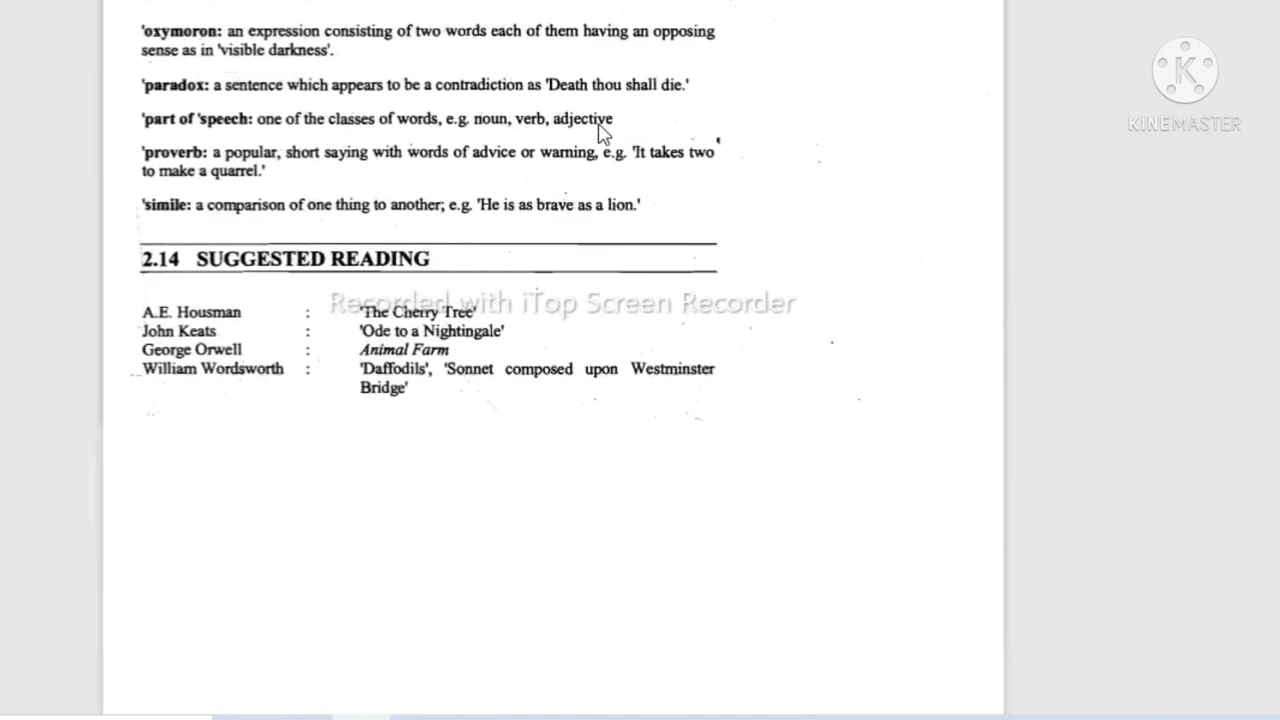 'oxymoron: an expression consisting of two words each of them having an opposing
sense as in 'visible darkness'.
'paradox: a sentence which appears to be a contradiction as 'Death thou shall die.'
'part of 'speech: one of the classes of words, e.g. noun, verb, adjective
'proverb: a popular, short saying with words of advice or warning, e.g. 'It takes two
to make a quarrel.'
'simile: a comparison of one thing to another; e.g. 'He is as brave as a lion.'
2.14 SUGGESTED READING
A.E. Housman : 'The Cherry Tree'
John Keats : 'Ode to a Nightingale'
George Orwell : Animal Farm
William Wordsworth : 'Daffodils', 'Sonnet composed upon Westminster
Bridge'
Recorded with iTop Screen Recorder
K
KINEMASTER